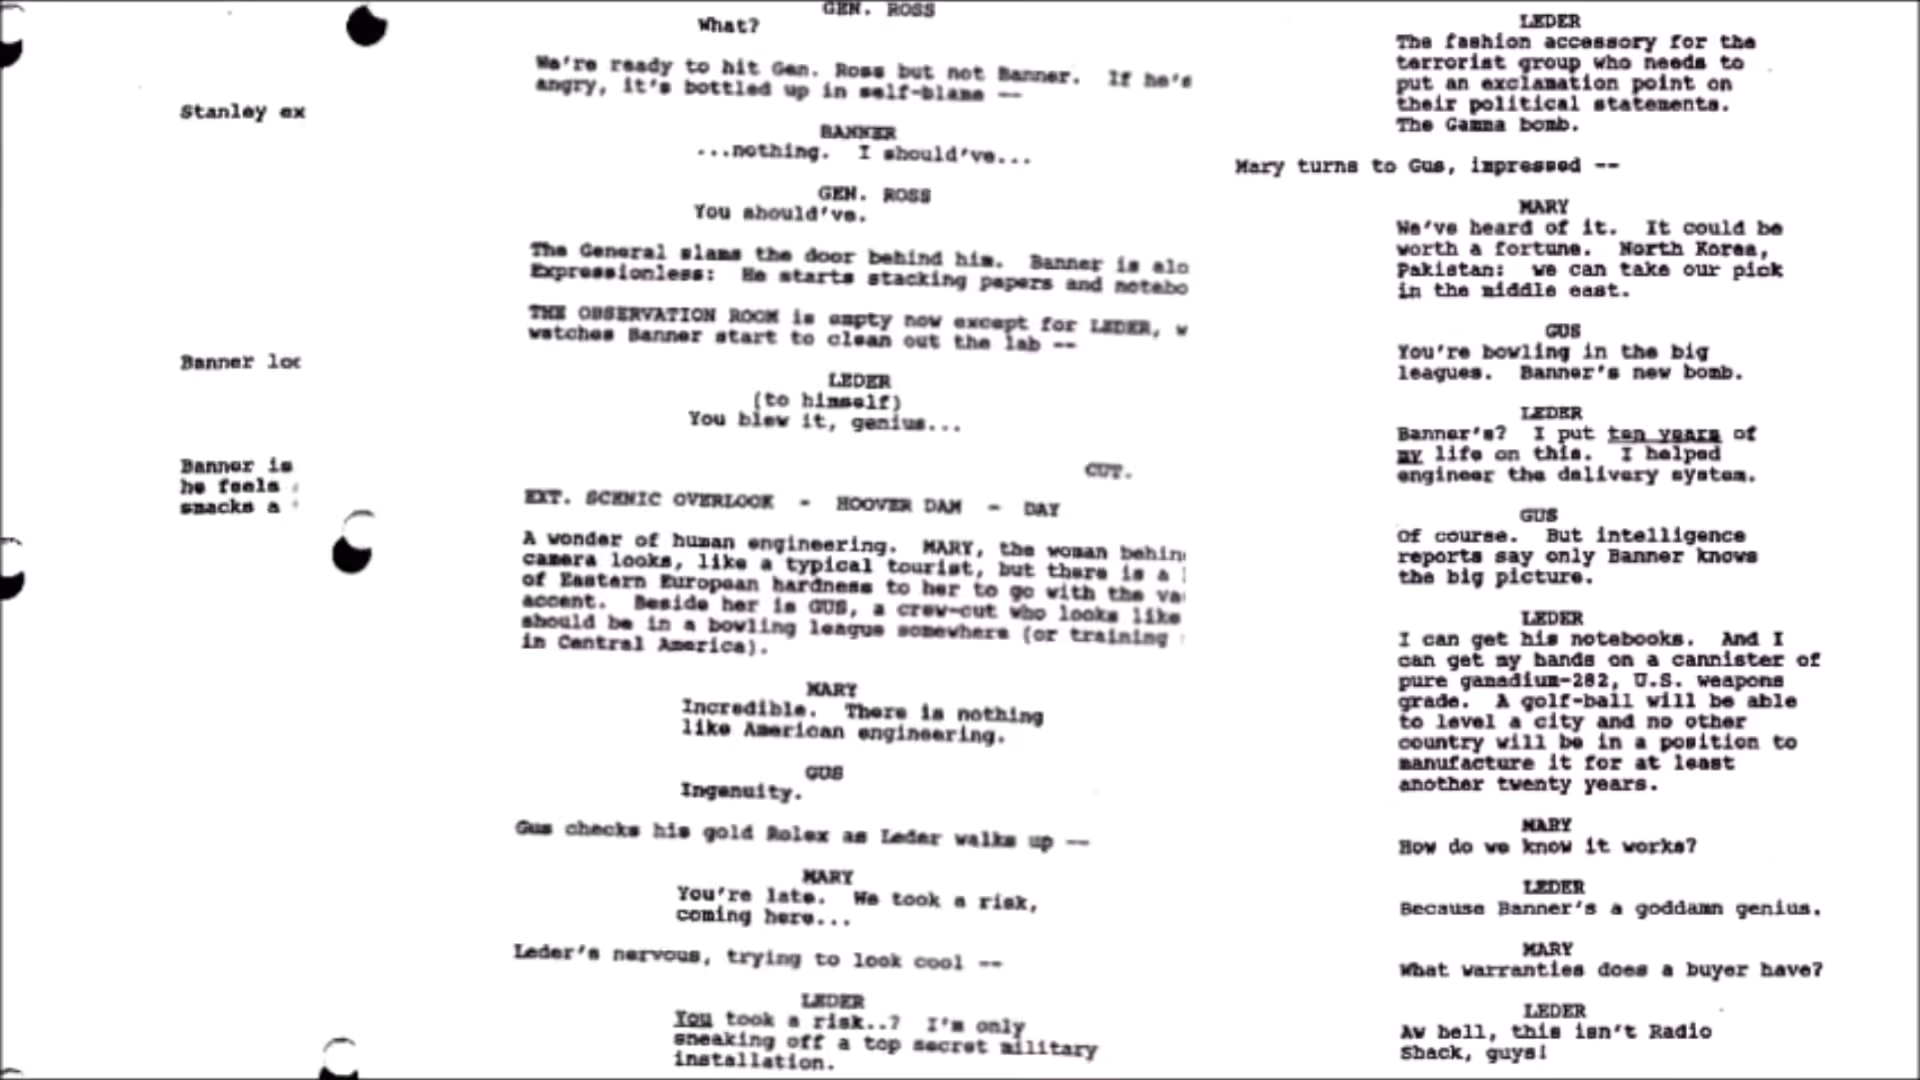 Stanley ex
Banner loc
Banner is
he feels
smacks a
GEN. ROSS
What?
We're ready to hit Gen. Ross but not Banner. If he's
angry, it's bottled up in self-blame --
BANNER
...nothing. I should've...
GEN. ROSS
You should've.
The General slams the door behind him. Banner is alo
Expressionless: He starts stacking papers and notebo
THE OBSERVATION ROOM is empty now except for LEDER, w
watches Banner start to clean out the lab --
LEDER
(to himself)
You blew it, genius...
CUT.
EXT. SCENIC OVERLOOK - HOOVER DAM - DAY
A wonder of human engineering. MARY, the woman behin
camera looks, like a typical tourist, but there is a
of Eastern European hardness to her to go with the va
accent. Beside her is GUS, a crew-cut who looks like
should be in a bowling league somewhere (or training
in Central America).
MARY
Incredible. There is nothing
like American engineering.
GUS
Ingenuity.
Gus checks his gold Rolex as Leder walks up --
MARY
You're late. We took a risk,
coming here...
Leder's nervous, trying to look cool --
LEDER
You took a risk..? I'm only
sneaking off a top secret military
installation.
LEDER
The fashion accessory for the
terrorist group who needs to
put an exclamation point on
their political statements.
The Gamma bomb.
Mary turns to Gus, impressed --
MARY
We've heard of it. It could be
worth a fortune. North Korea,
Pakistan: we can take our pick
in the middle east.
GUS
You're bowling in the big
leagues. Banner's new bomb.
LEDER
Banner's? I put ten years of
my life on this. I helped
engineer the delivery system.
GUS
Of course. But intelligence
reports say only Banner knows
the big picture.
LEDER
I can get his notebooks. And I
can get my hands on a cannister of
pure gamadium-282, U.S. weapons
grade. A golf-ball will be able
to level a city and no other
country will be in a position to
manufacture it for at least
another twenty years.
MARY
How do we know it works?
LEDER
Because Banner's a goddamn genius.
MARY
What warranties does a buyer have?
LEDER
Aw hell, this isn't Radio
Shack, guys!